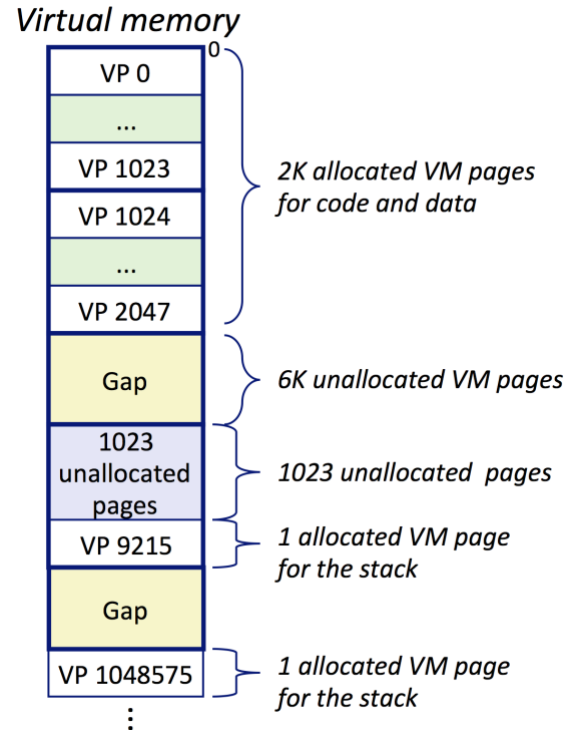 Virtual memory
0
VP 0
...
VP 1023
VP 1024
...
VP 2047
2K allocated VM pages
for code and data
Gap
6K unallocated VM pages
1023
unallocated
pages
1023 unallocated pages
VP 9215
1 allocated VM page
for the stack
Gap
VP 1048575
1 allocated VM page
for the stack
⋮